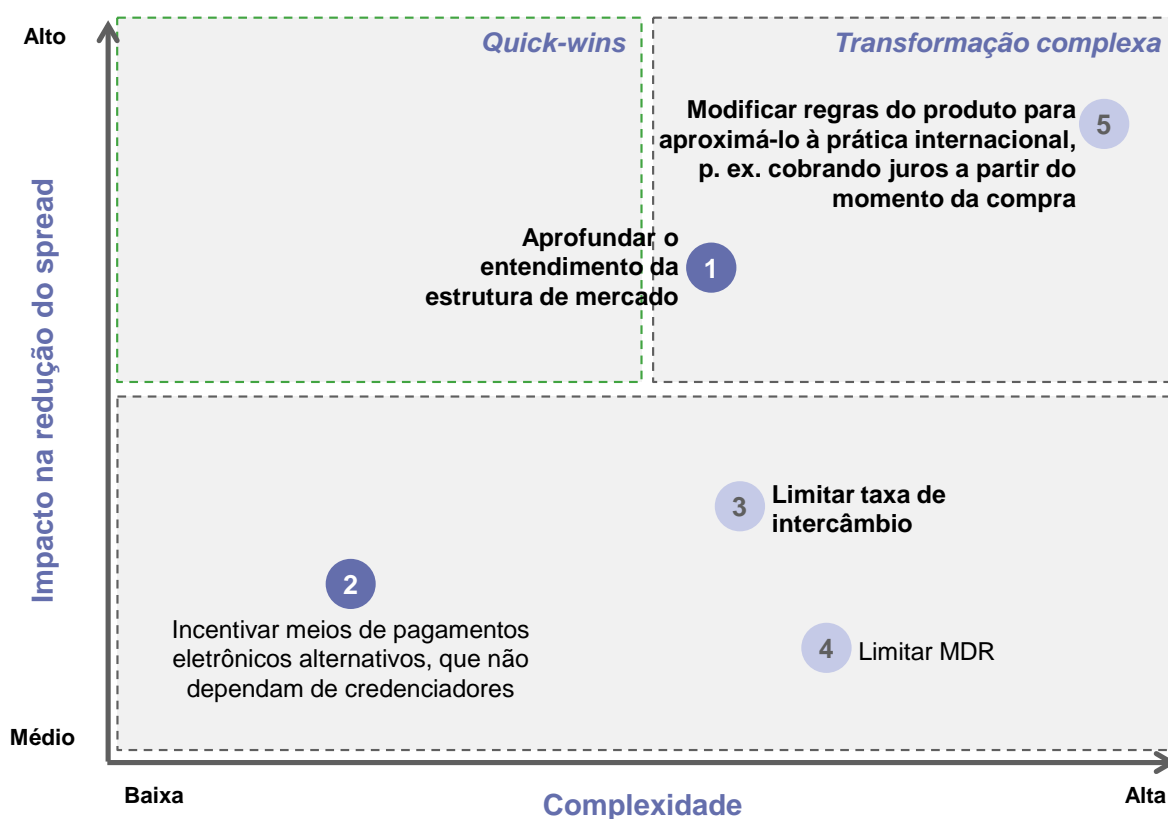 Alto
Quick-wins
Transformação complexa
Modificar regras do produto para
aproximá-lo à prática internacional,
p. ex. cobrando juros a partir do
momento da compra
5
Aprofundar o
entendimento da
estrutura de mercado
1
Impacto na redução do spread
3
Limitar taxa de
intercâmbio
2
Incentivar meios de pagamentos
eletrônicos alternativos, que não
dependam de credenciadores
4
Limitar MDR
Médio
Baixa
Complexidade
Alta